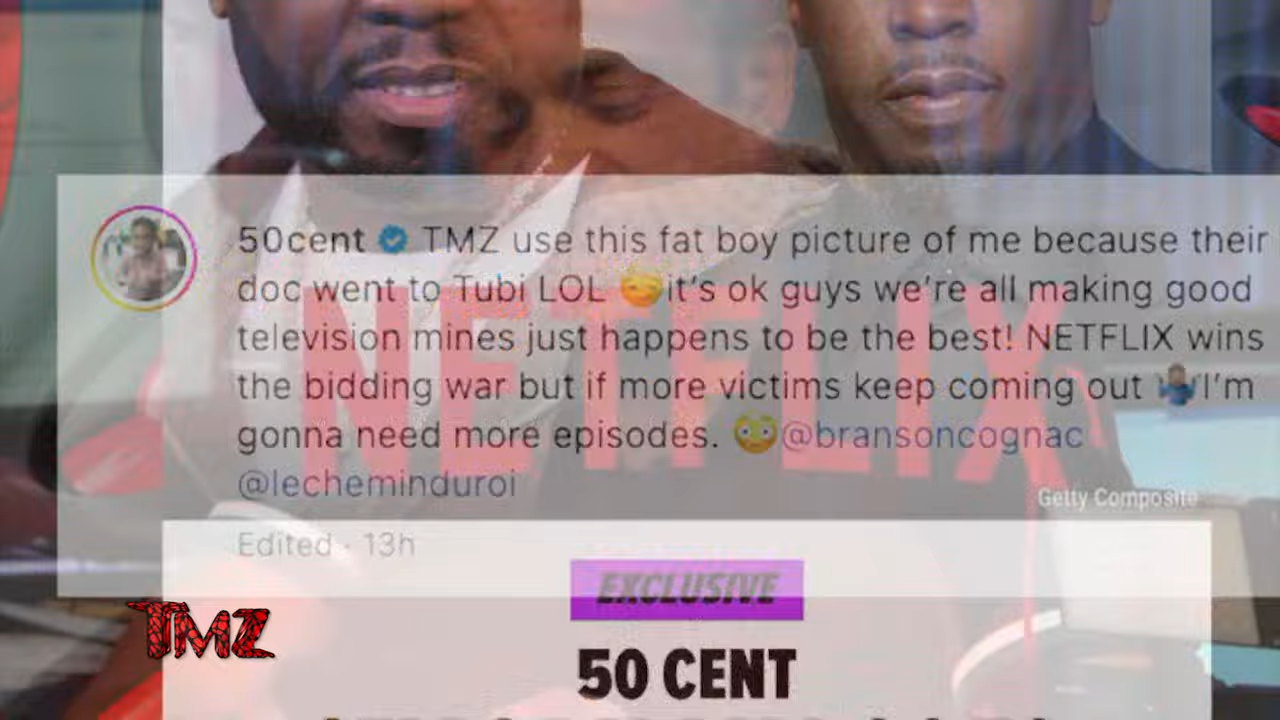 50cent TMZ use this fat boy picture of me because their
doc went to Tubi LOL 😏it's ok guys we're all making good
television mines just happens to be the best! NETFLIX wins
the bidding war but if more victims keep coming out 🤷🏾‍♂️I'm
gonna need more episodes. 😳@bransoncognac
@lecheminduroi
NETFLIX
Getty Composite
Edited · 13h
EXCLUSIVE
TMZ
50 CENT